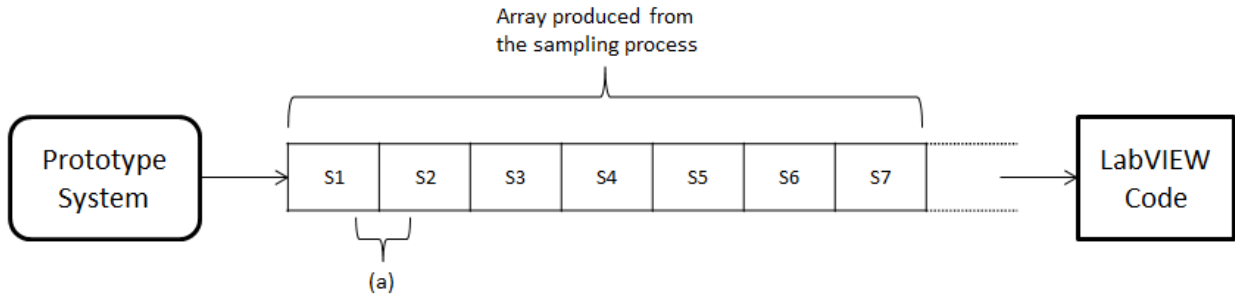 Array produced from
the sampling process
Prototype
System
S1
S2
S3
S4
S5
S6
S7
LabVIEW
Code
(a)